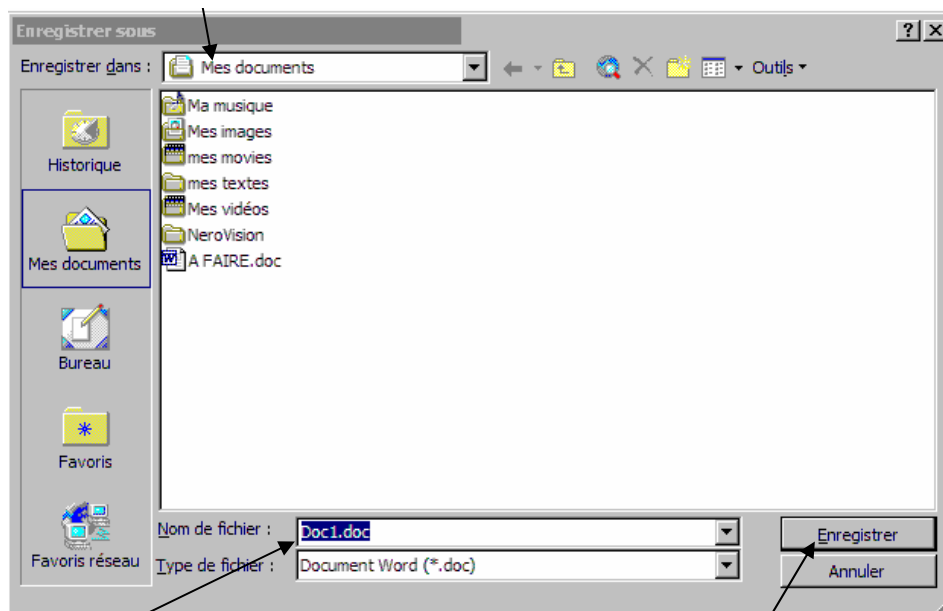 Enregistrer sous
?
Enregistrer dans :
Mes documents
Outils
Historique
Mes documents
Bureau
Favoris
Favoris réseau
Ma musique
Mes images
mes movies
mes textes
Mes vidéos
NeroVision
A FAIRE.doc
Nom de fichier :
Doc1.doc
Enregistrer
Type de fichier :
Document Word (*.doc)
Annuler